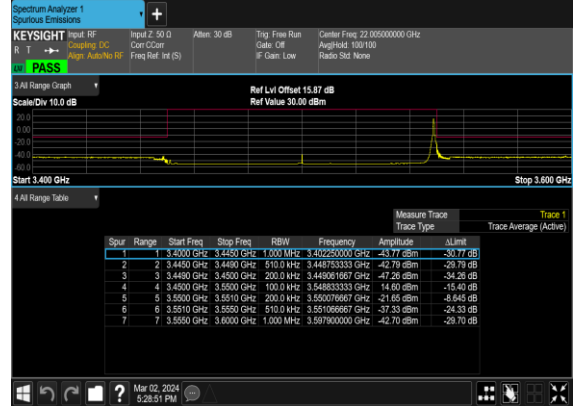 Spectrum Analyzer 1
Spurious Emissions
KEYSIGHT Input: RF Input Z: 50 Ω Atten: 30 dB Trig: Free Run Center Freq: 22.005000000 GHz
R T Coupling: DC Corr CCorr Gate: Off Avg|Hold: 100/100
Align: Auto/No RF Freq Ref: Int (S) IF Gain: Low Radio Std: None
PASS
3 All Range Graph
Ref Lvl Offset 15.87 dB
Scale/Div 10.0 dB Ref Value 30.00 dBm
20.0
0.00
-20.0
-40.0
-60.0
Start 3.400 GHz Stop 3.600 GHz
4 All Range Table
Measure Trace Trace 1
Trace Type Trace Average (Active)
Spur Range Start Freq Stop Freq RBW Frequency Amplitude ΔLimit
1 1 3.4000 GHz 3.4450 GHz 1.000 MHz 3.402250000 GHz -43.77 dBm -30.77 dB
2 2 3.4450 GHz 3.4490 GHz 510.0 kHz 3.448753333 GHz -42.79 dBm -29.79 dB
3 3 3.4490 GHz 3.4500 GHz 200.0 kHz 3.449061667 GHz -47.26 dBm -34.26 dB
4 4 3.4500 GHz 3.5500 GHz 100.0 kHz 3.548833333 GHz 14.60 dBm -15.40 dB
5 5 3.5500 GHz 3.5510 GHz 200.0 kHz 3.550076667 GHz -21.65 dBm -8.645 dB
6 6 3.5510 GHz 3.5550 GHz 510.0 kHz 3.551066667 GHz -37.33 dBm -24.33 dB
7 7 3.5550 GHz 3.6000 GHz 1.000 MHz 3.597900000 GHz -42.70 dBm -29.70 dB
Mar 02, 2024
5:28:51 PM